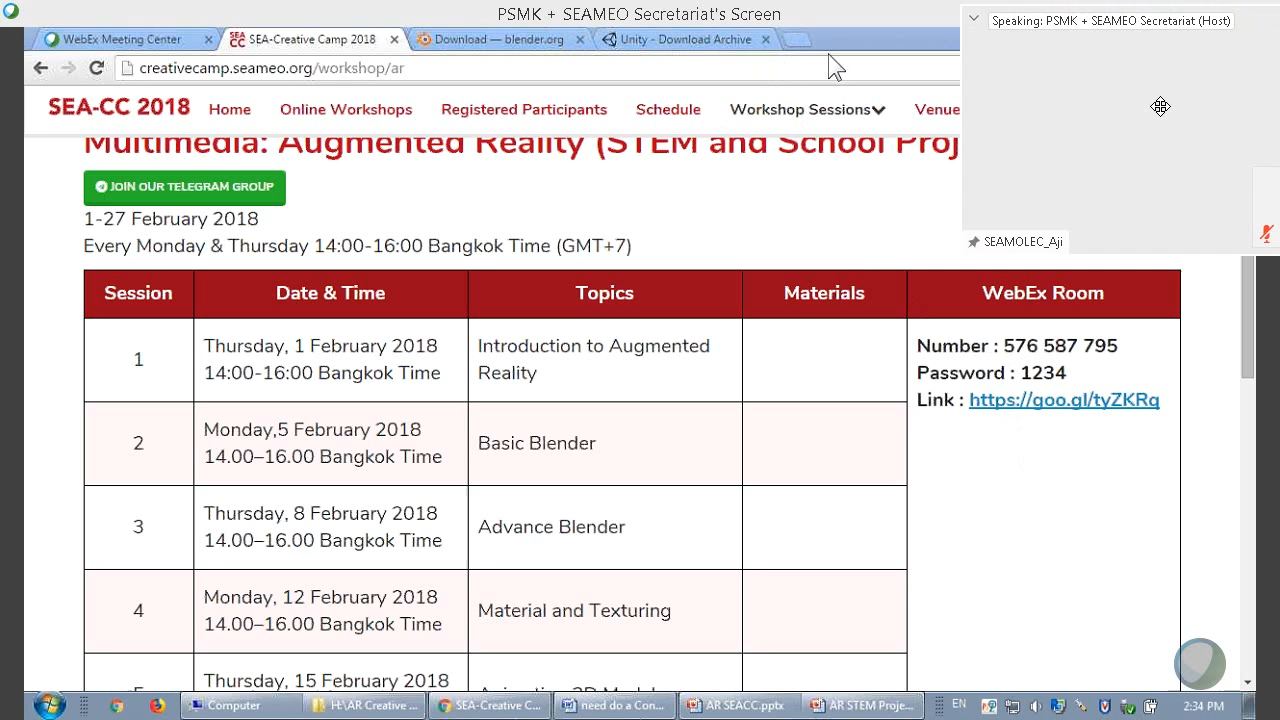 PSMK + SEAMEO Secretariat's Screen
Speaking: PSMK + SEAMEO Secretariat (Host)
WebEx Meeting Center
SEA-Creative Camp 2018
Download — blender.org
Unity - Download Archive
creativecamp.seameo.org/workshop/ar
SEA-CC 2018
Home
Online Workshops
Registered Participants
Schedule
Workshop Sessions
Venue
Multimedia: Augmented Reality (STEM and School Proj
JOIN OUR TELEGRAM GROUP
1-27 February 2018
Every Monday & Thursday 14:00-16:00 Bangkok Time (GMT+7)
SEAMOLEC_Aji
Session
Date & Time
Topics
Materials
WebEx Room
1
Thursday, 1 February 2018
14:00-16:00 Bangkok Time
Introduction to Augmented
Reality
Number : 576 587 795
Password : 1234
Link : https://goo.gl/tyZKRq
2
Monday,5 February 2018
14.00–16.00 Bangkok Time
Basic Blender
3
Thursday, 8 February 2018
14.00–16.00 Bangkok Time
Advance Blender
4
Monday, 12 February 2018
14.00–16.00 Bangkok Time
Material and Texturing
Thursday, 15 February 2018
Computer
H:\AR Creative ...
SEA-Creative C...
need do a Con...
AR SEACC.pptx
AR STEM Proje...
EN
2:34 PM